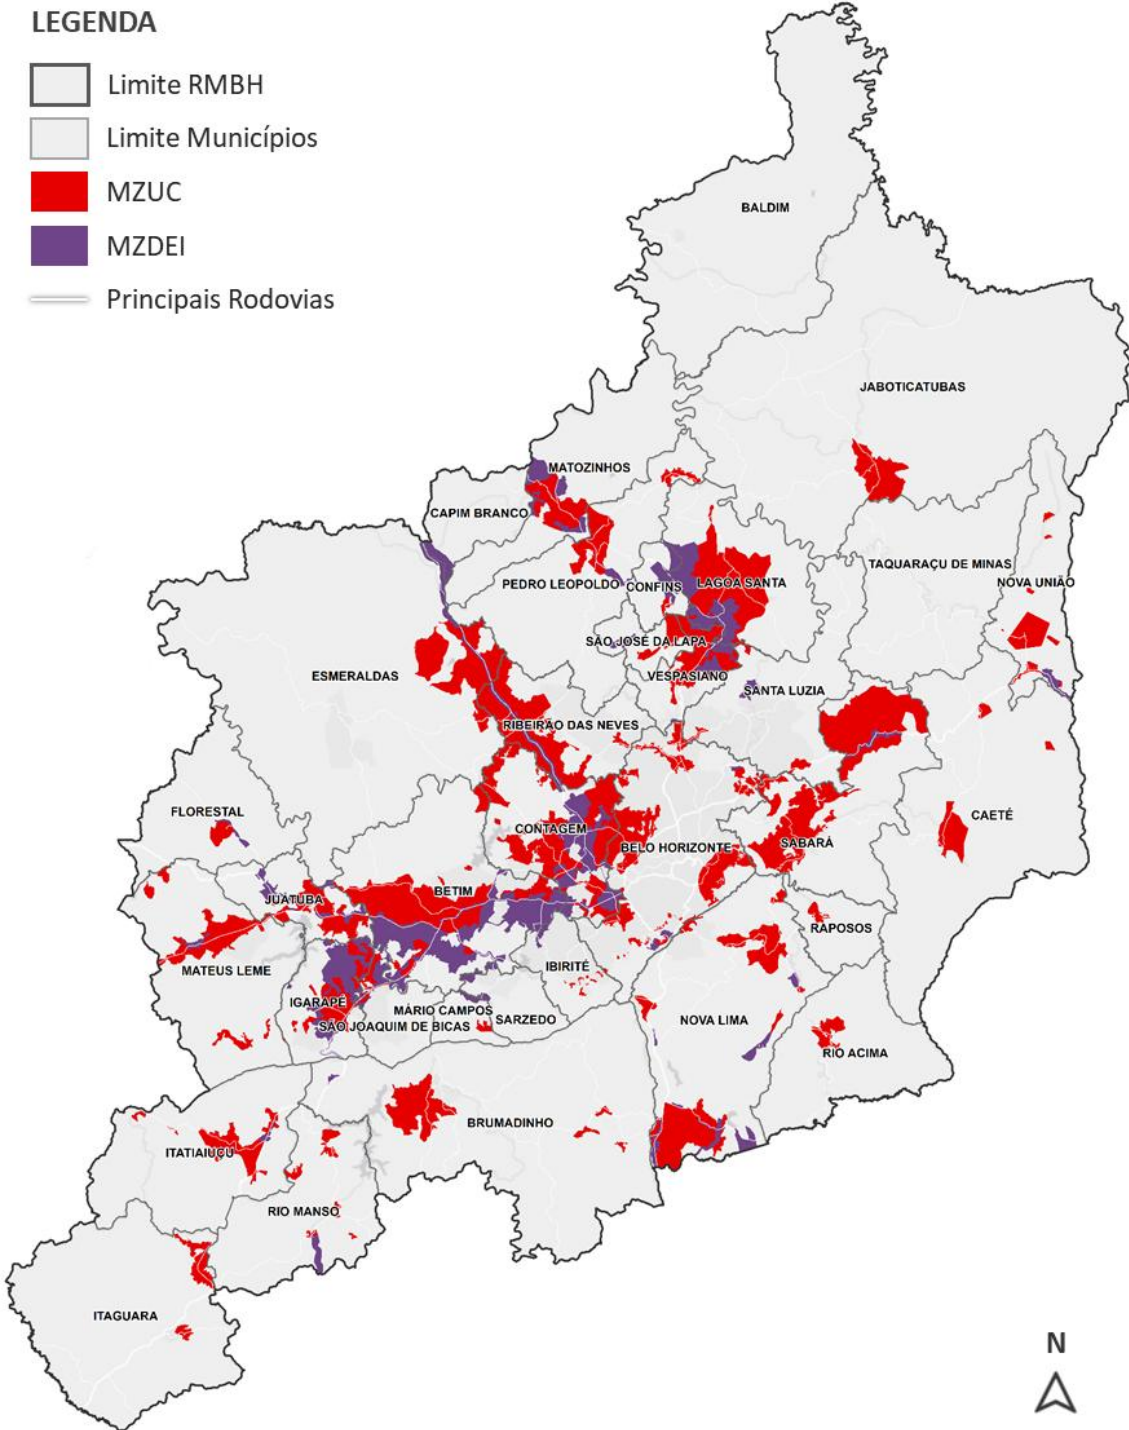 LEGENDA
Limite RMBH
Limite Municípios
MZUC
MZDEI
Principais Rodovias
BALDIM
JABOTICATUBAS
MATOZINHOS
CAPIM BRANCO
TAQUARAÇU DE MINAS
NOVA UNIÃO
PEDRO LEOPOLDO
CONFINS
LAGOA SANTA
SÃO JOSÉ DA LAPA
ESMERALDAS
VESPASIANO
SANTA LUZIA
RIBEIRÃO DAS NEVES
FLORESTAL
CAETÉ
CONTAGEM
BELO HORIZONTE
SABARÁ
BETIM
JUATUBA
RAPOSOS
MATEUS LEME
IBIRITÉ
IGARAPÉ
MÁRIO CAMPOS
SARZEDO
NOVA LIMA
SÃO JOAQUIM DE BICAS
RIO ACIMA
BRUMADINHO
ITATIAIUÇU
RIO MANSO
ITAGUARA
N